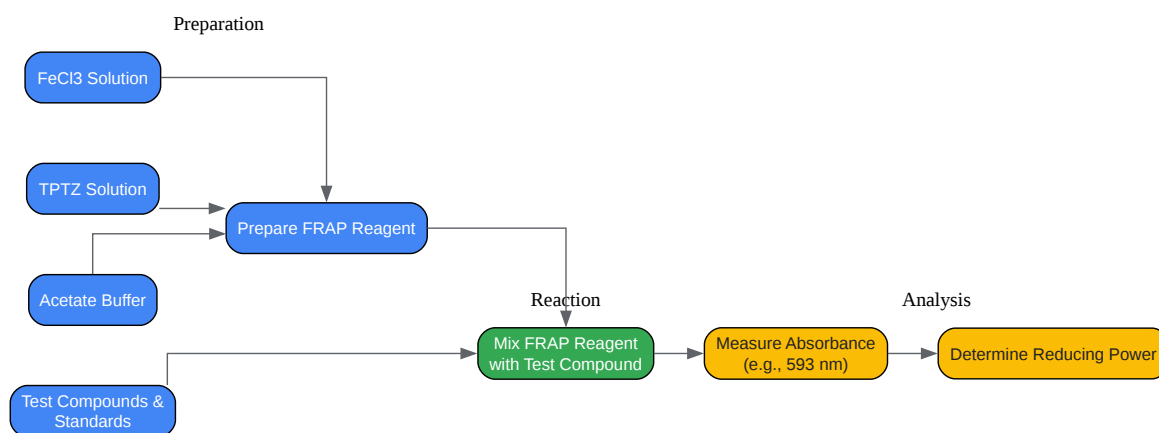 Preparation
FeCl3 Solution
TPTZ Solution
Prepare FRAP Reagent
Acetate Buffer
Reaction
Analysis
Mix FRAP Reagent
with Test Compound
Measure Absorbance
(e.g., 593 nm)
Determine Reducing Power
Test Compounds &
Standards